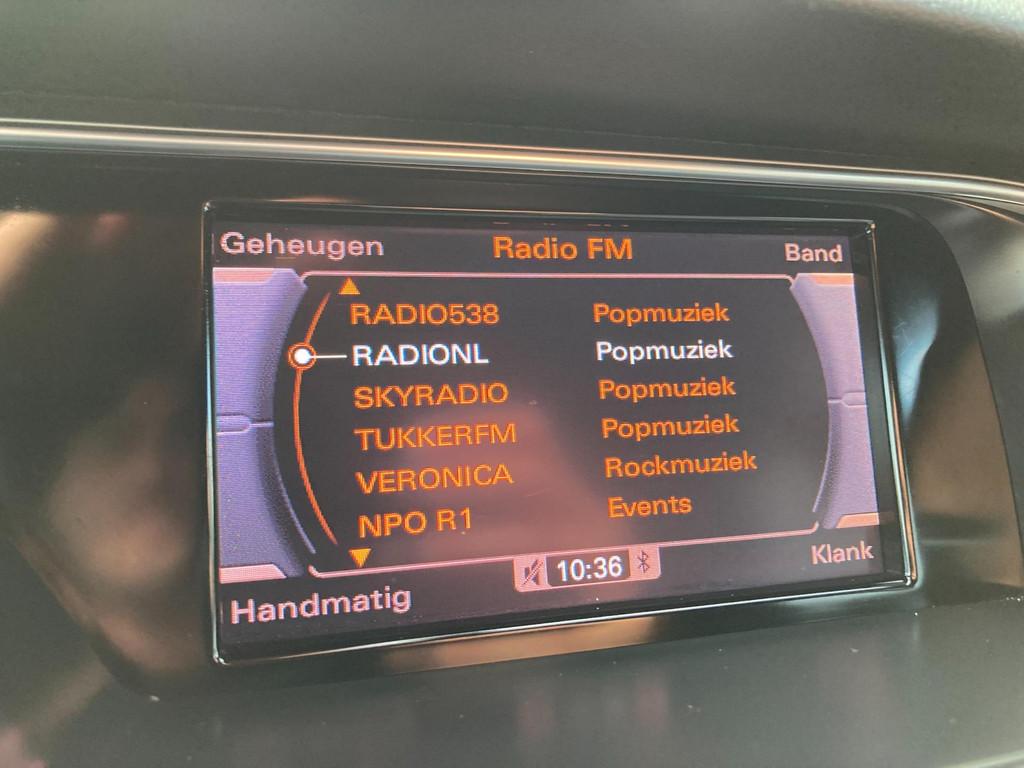 Geheugen Radio FM Band
RADIO538 Popmuziek
RADIONL Popmuziek
SKYRADIO Popmuziek
TUKKERFM Popmuziek
VERONICA Rockmuziek
NPO R1 Events
10:36
Handmatig Klank